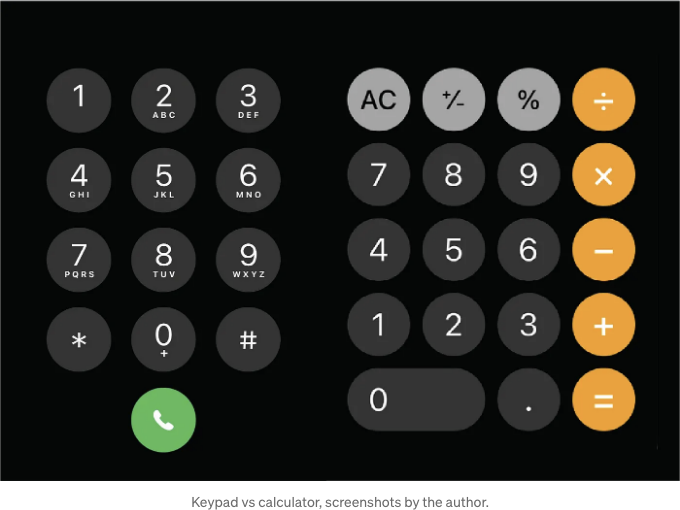 1 2 3
ABC DEF
4 5 6
GHI JKL MNO
7 8 9
PQRS TUV WXYZ
* 0 #
+
AC +/- % ÷
7 8 9 ×
4 5 6 −
1 2 3 +
0 . =
Keypad vs calculator, screenshots by the author.